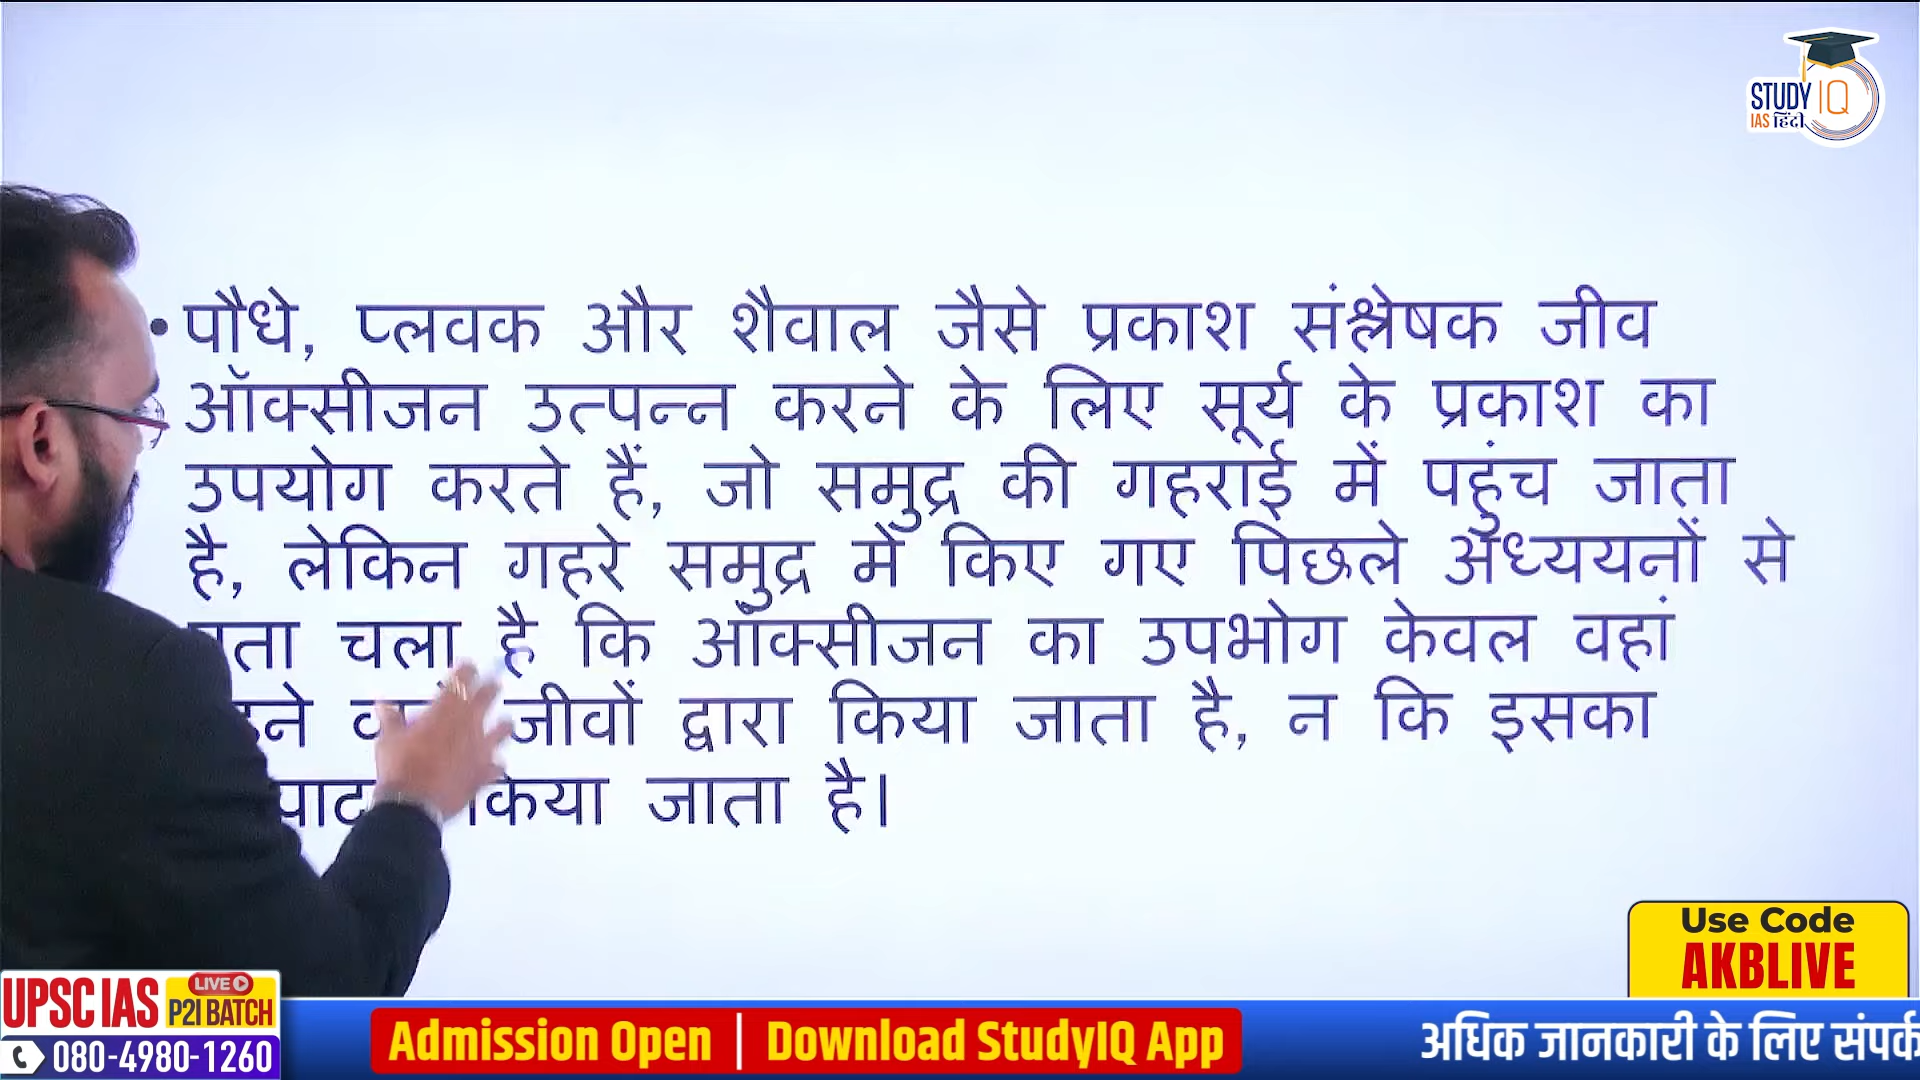 STUDY IQ
IAS हिंदी
• पौधे, प्लवक और शैवाल जैसे प्रकाश संश्लेषक जीव
ऑक्सीजन उत्पन्न करने के लिए सूर्य के प्रकाश का
उपयोग करते हैं, जो समुद्र की गहराई में पहुंच जाता
है, लेकिन गहरे समुद्र में किए गए पिछले अध्ययनों से
चला है कि ऑक्सीजन का उपभोग केवल वहां
जीवों द्वारा किया जाता है, न कि इसका
किया जाता है।
Use Code
AKBLIVE
UPSC IAS LIVE P2I BATCH
080-4980-1260
Admission Open | Download StudyIQ App
अधिक जानकारी के लिए संपर्क